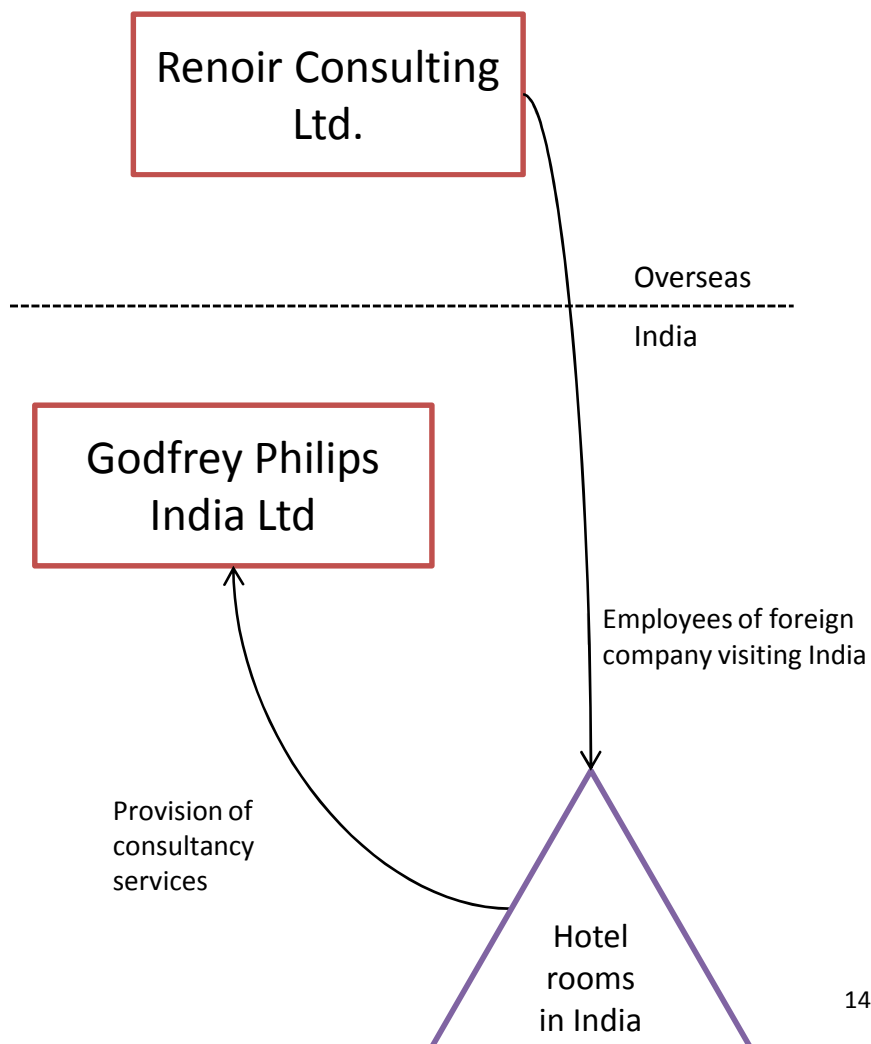 Renoir Consulting
Ltd.
Overseas
India
Godfrey Philips
India Ltd
Employees of foreign
company visiting India
Provision of
consultancy
services
Hotel
rooms
in India
14